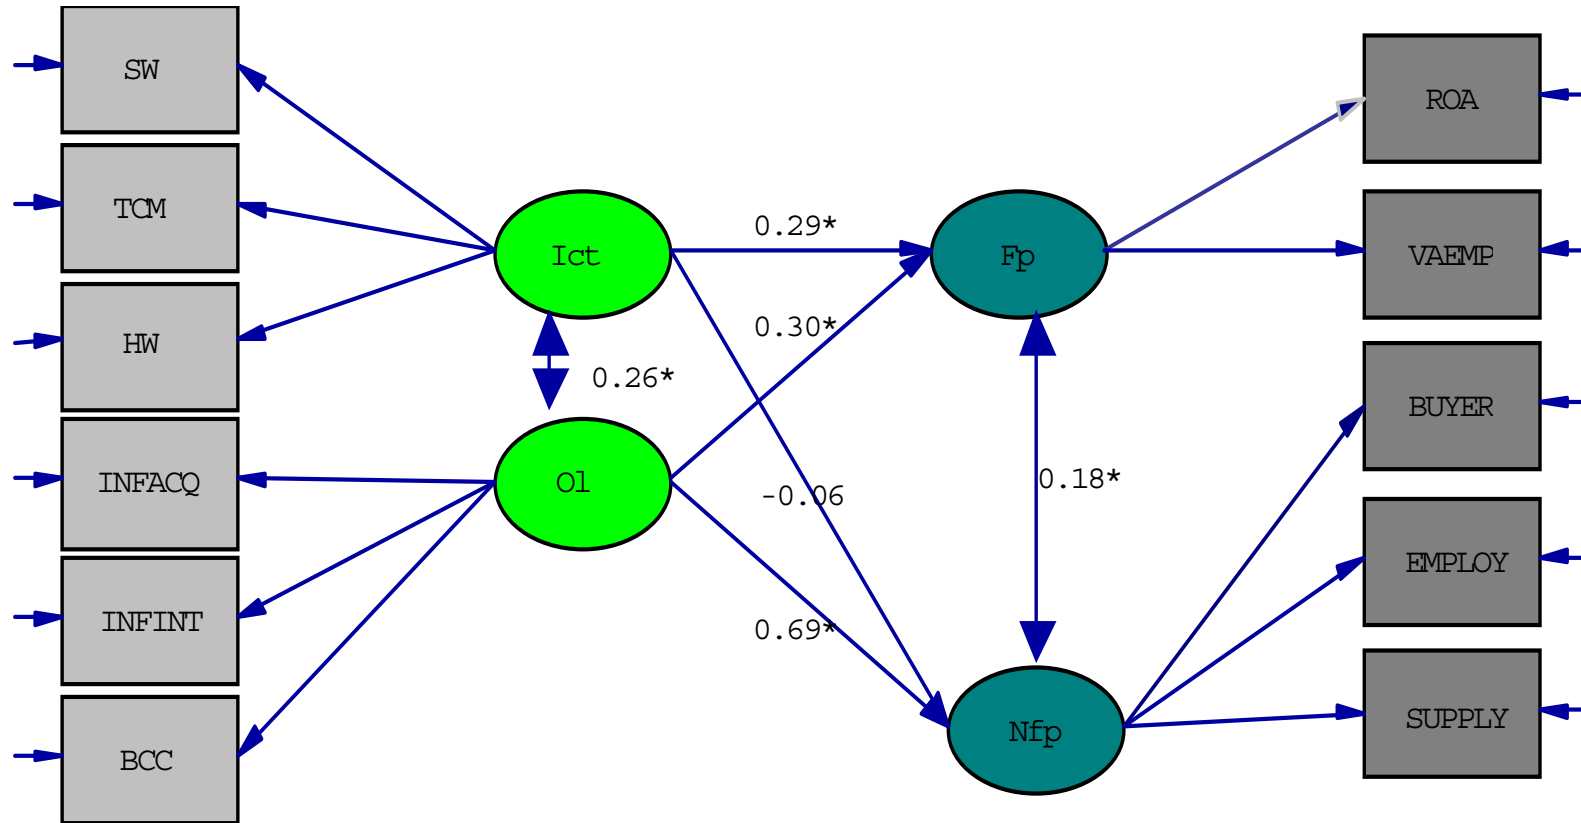 SW
TCM
HW
INFACQ
INFINT
BCC
Ict
Ol
0.26*
0.29*
0.30*
-0.06
0.69*
Fp
0.18*
Nfp
ROA
VAEMP
BUYER
EMPLOY
SUPPLY